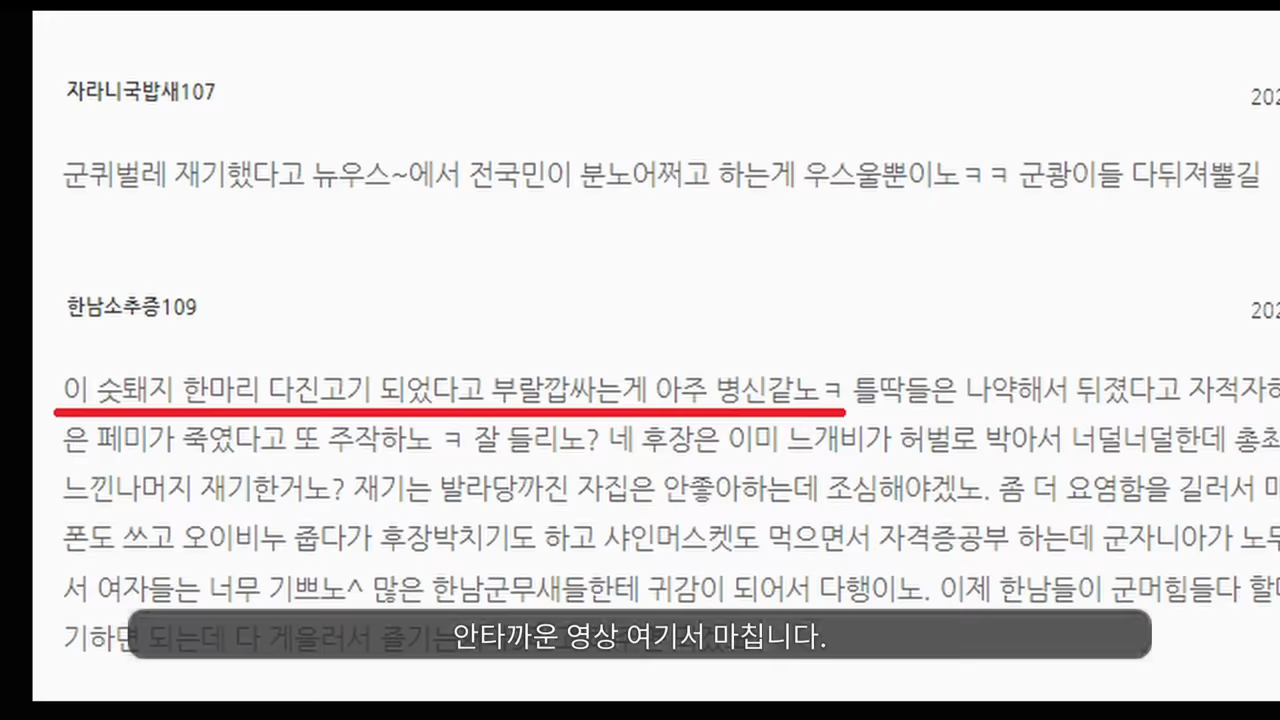 자라니국밥새107
202
군퀴벌레 재기했다고 뉴우스~에서 전국민이 분노어쩌고 하는게 우스울뿐이노ㅋㅋ 군쾅이들 다뒤져뿔길
한남소추증109
202
이 숫퇘지 한마리 다진고기 되었다고 부랄깝싸는게 아주 병신같노ㅋ 틀딱들은 나약해서 뒤졌다고 자적자하
은 페미가 죽였다고 또 주작하노 ㅋ 잘 들리노? 네 후장은 이미 느개비가 허벌로 박아서 너덜너덜한데 총최
느낀나머지 재기한거노? 재기는 발라당까진 자집은 안좋아하는데 조심해야겠노. 좀 더 요염함을 길러서
폰도 쓰고 오이비누 줍다가 후장박치기도 하고 샤인머스켓도 먹으면서 자격증공부 하는데 군자니아가
서 여자들는 너무 기쁘노^ 많은 한남군무새들한테 귀감이 되어서 다행이노. 이제 한남들이 군머힘들다
기하면 되는데 다 게을러서
안타까운 영상 여기서 마칩니다.